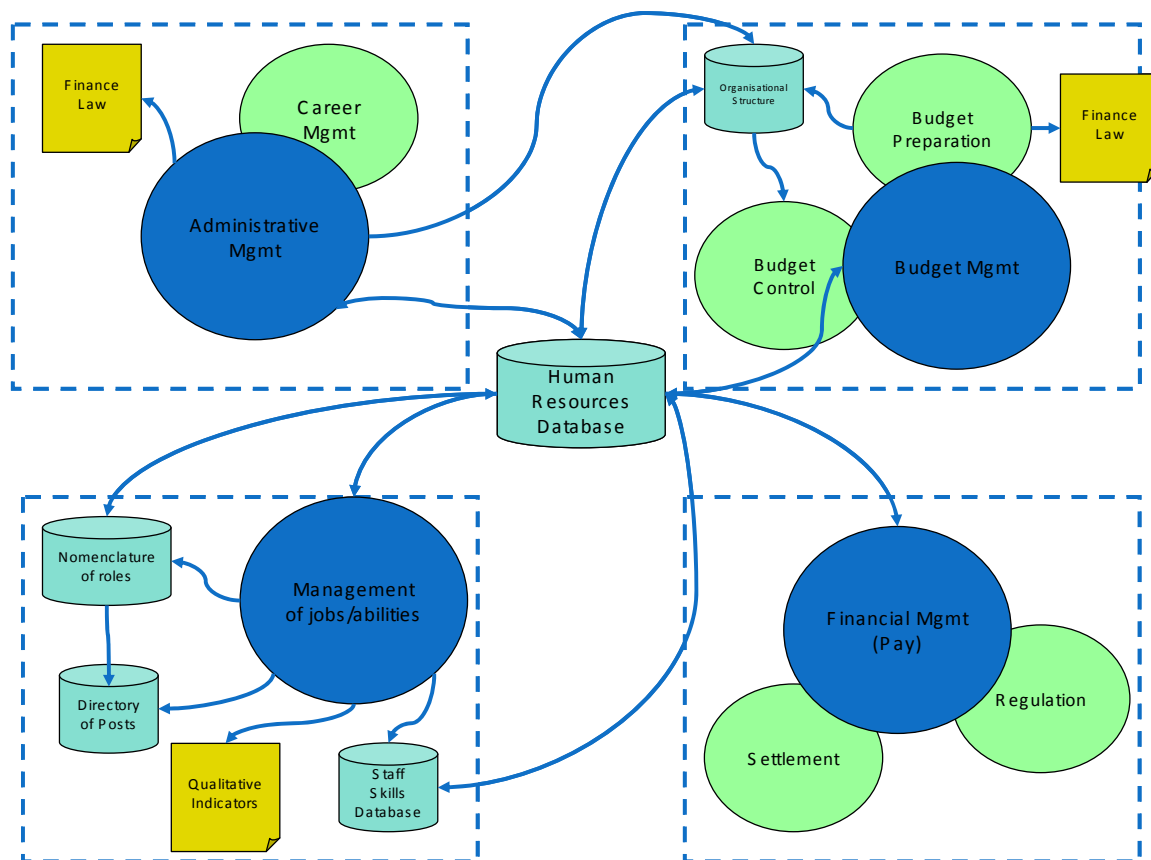 Finance
Law
Career
Mgmt
Administrative
Mgmt
Organisational
Structure
Budget
Preparation
Finance
Law
Budget
Control
Budget Mgmt
Human
Resources
Database
Nomenclature
of roles
Management
of jobs/abilities
Directory
of Posts
Qualitative
Indicators
Staff
Skills
Database
Financial Mgmt
(Pay)
Regulation
Settlement